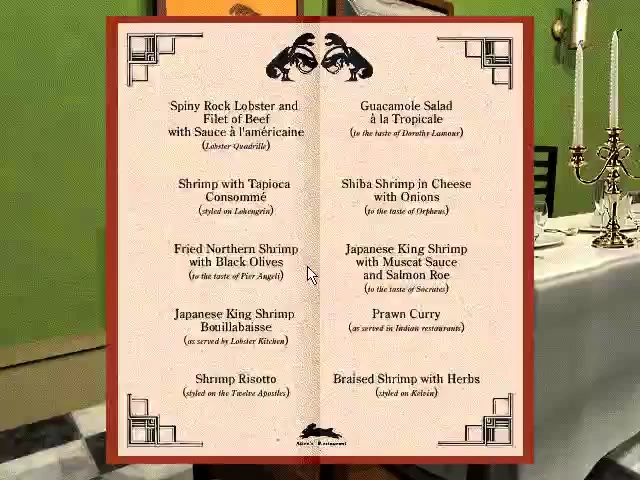 Spiny Rock Lobster and
Filet of Beef
with Sauce à l'américaine
(Lobster Quadrille)
Shrimp with Tapioca
Consommé
(styled on Lohengrin)
Fried Northern Shrimp
with Black Olives
(to the taste of Pier Angeli)
Japanese King Shrimp
Bouillabaisse
(as served by Lobster Kitchen)
Shrimp Risotto
(styled on the Twelve Apostles)
Guacamole Salad
à la Tropicale
(to the taste of Dorothy Lamour)
Shiba Shrimp in Cheese
with Onions
(to the taste of Orpheus)
Japanese King Shrimp
with Muscat Sauce
and Salmon Roe
(to the taste of Socrates)
Prawn Curry
(as served in Indian restaurants)
Braised Shrimp with Herbs
(styled on Kelvin)
Alice's Restaurant